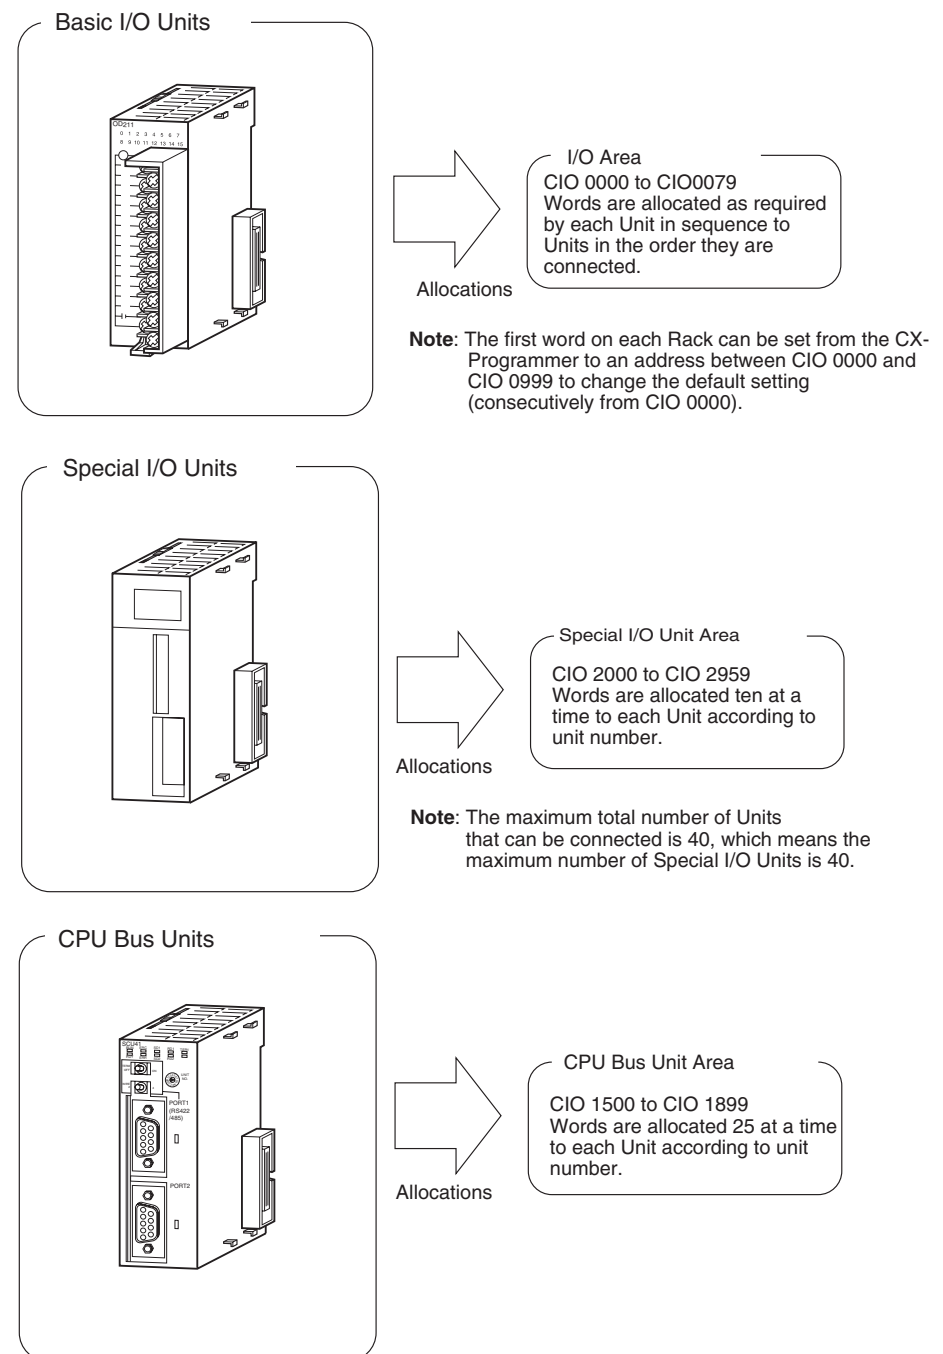 Basic I/O Units
OD211
0 1 2 3 4 5 6 7
8 9 10 11 12 13 14 15
Allocations
I/O Area
CIO 0000 to CIO0079
Words are allocated as required
by each Unit in sequence to
Units in the order they are
connected.
Note: The first word on each Rack can be set from the CX-
Programmer to an address between CIO 0000 and
CIO 0999 to change the default setting
(consecutively from CIO 0000).
Special I/O Units
Allocations
Special I/O Unit Area
CIO 2000 to CIO 2959
Words are allocated ten at a
time to each Unit according to
unit number.
Note: The maximum total number of Units
that can be connected is 40, which means the
maximum number of Special I/O Units is 40.
CPU Bus Units
SCU41
UNIT
NO.
PORT1
(RS422
/485)
PORT2
Allocations
CPU Bus Unit Area
CIO 1500 to CIO 1899
Words are allocated 25 at a time
to each Unit according to unit
number.